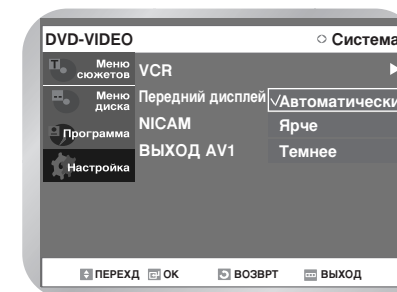 DVD-VIDEO
Система
Меню сюжетов
VCR
Меню диска
Передний дисплей
√Автоматически
Программа
NICAM
Ярче
Настройка
ВЫХОД AV1
Темнее
ПЕРЕХД
ОК
ВОЗВРТ
ВЫХОД